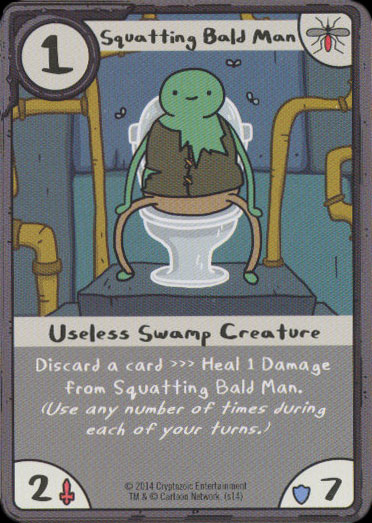 1
Squatting Bald Man
Useless Swamp Creature
Discard a card >>> Heal 1 Damage
from Squatting Bald Man.
(Use any number of times during
each of your turns.)
© 2014 Cryptozoic Entertainment
TM & © Cartoon Network. (s14)
2
7